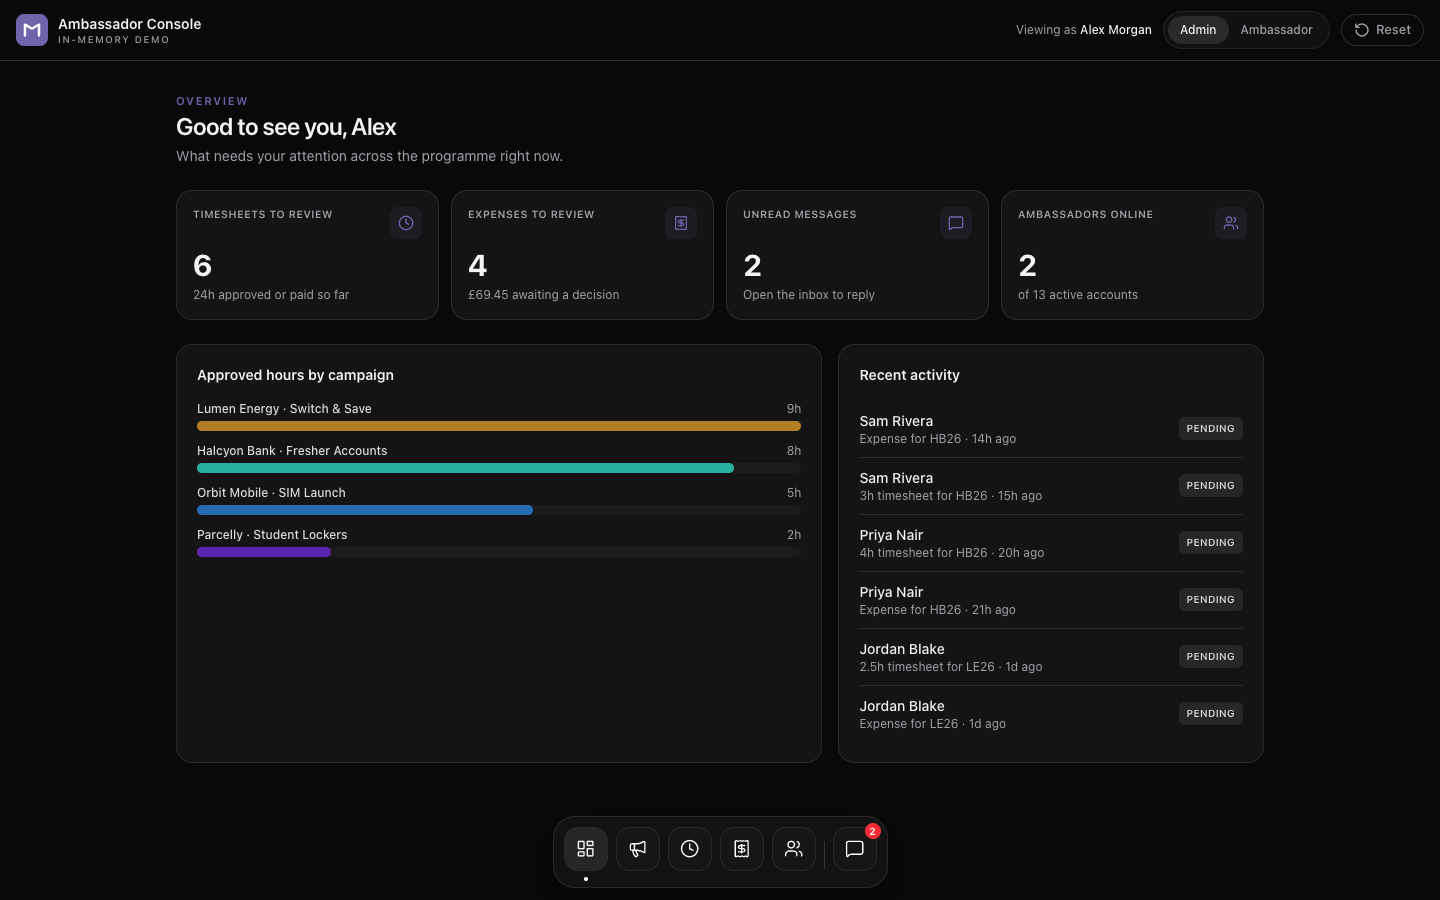 Ambassador Console
IN-MEMORY DEMO
Viewing as Alex Morgan
Admin
Ambassador
Reset
OVERVIEW
Good to see you, Alex
What needs your attention across the programme right now.
TIMESHEETS TO REVIEW
6
24h approved or paid so far
EXPENSES TO REVIEW
4
£69.45 awaiting a decision
UNREAD MESSAGES
2
Open the inbox to reply
AMBASSADORS ONLINE
2
of 13 active accounts
Approved hours by campaign
Lumen Energy · Switch & Save 9h
Halcyon Bank · Fresher Accounts 8h
Orbit Mobile · SIM Launch 5h
Parcelly · Student Lockers 2h
Recent activity
Sam Rivera
Expense for HB26 · 14h ago
PENDING
Sam Rivera
3h timesheet for HB26 · 15h ago
PENDING
Priya Nair
4h timesheet for HB26 · 20h ago
PENDING
Priya Nair
Expense for HB26 · 21h ago
PENDING
Jordan Blake
2.5h timesheet for LE26 · 1d ago
PENDING
Jordan Blake
Expense for LE26 · 1d ago
PENDING
2